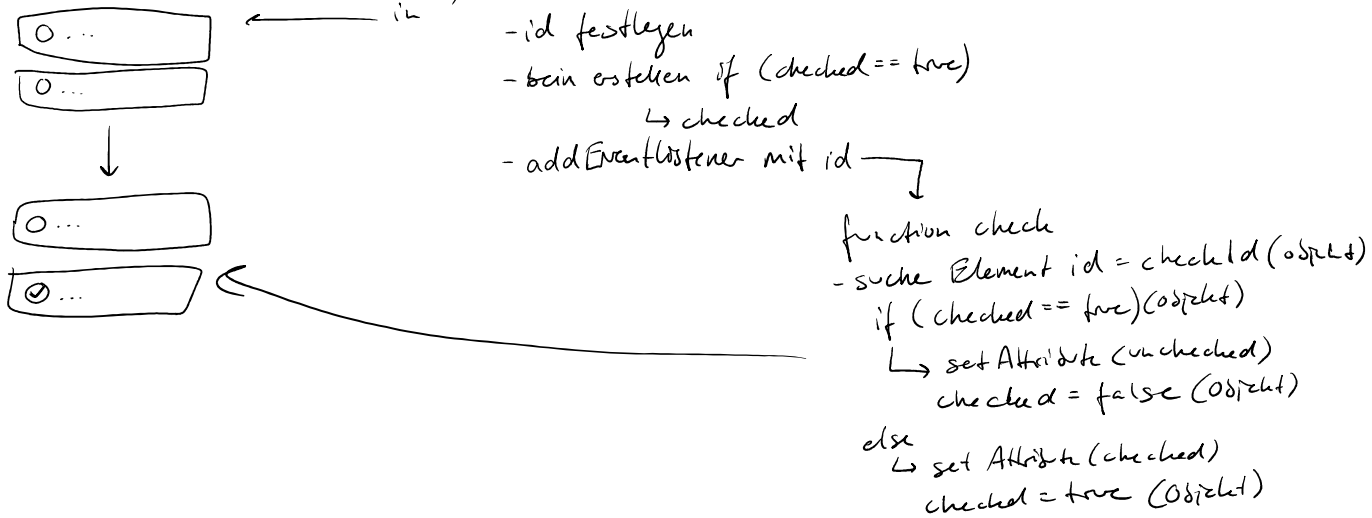 in
- id festlegen
- beim erstellen if (checked == true)
↳ checked
- addEventListener mit id
function check
- suche Element id = checkId (objekt)
if (checked == true) (objekt)
↳ set Attribute (unchecked)
checked = false (Objekt)
else
↳ set Attribute (checked)
checked = true (Objekt)